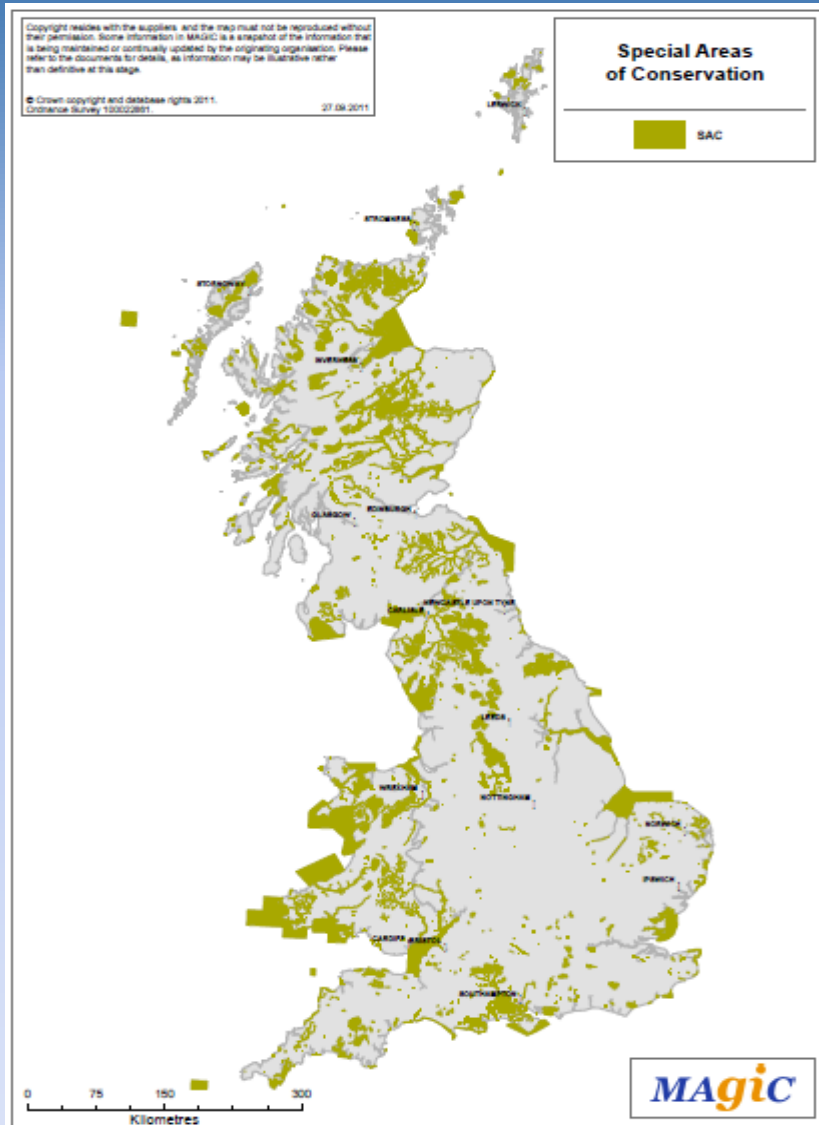 Copyright resides with the suppliers and the map must not be reproduced without
their permission. Some information in MAGIC is a snapshot of the information that
is being maintained or continually updated by the originating organisation. Please
refer to the documents for details, as information may be illustrative rather
than definitive at this stage.
© Crown copyright and database rights 2011.
Ordnance Survey 100022861.
27.09.2011
Special Areas
of Conservation
SAC
LERWICK
STROMNESS
STORNOWAY
INVERNESS
GLASGOW
EDINBURGH
CARLISLE
NEWCASTLE UPON TYNE
LEEDS
WREXHAM
NOTTINGHAM
NORWICH
IPSWICH
CARDIFF
BRISTOL
SOUTHAMPTON
0 75 150 300
Kilometres
MAgiC